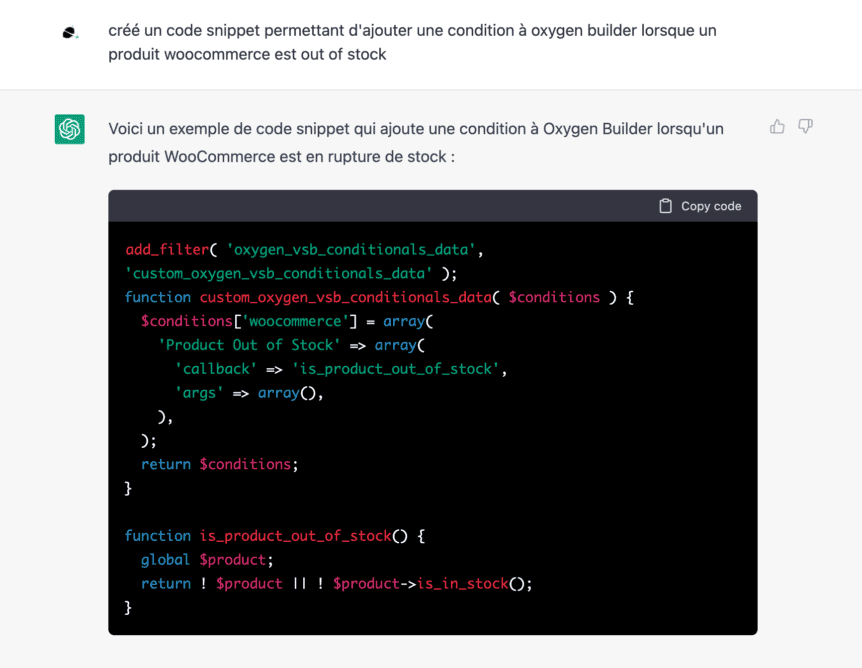 créé un code snippet permettant d'ajouter une condition à oxygen builder lorsque un
produit woocommerce est out of stock
Voici un exemple de code snippet qui ajoute une condition à Oxygen Builder lorsqu'un
produit WooCommerce est en rupture de stock :
Copy code
add_filter( 'oxygen_vsb_conditionals_data',
'custom_oxygen_vsb_conditionals_data' );
function custom_oxygen_vsb_conditionals_data( $conditions ) {
  $conditions['woocommerce'] = array(
    'Product Out of Stock' => array(
      'callback' => 'is_product_out_of_stock',
      'args' => array(),
    ),
  );
  return $conditions;
}
function is_product_out_of_stock() {
  global $product;
  return ! $product || ! $product->is_in_stock();
}